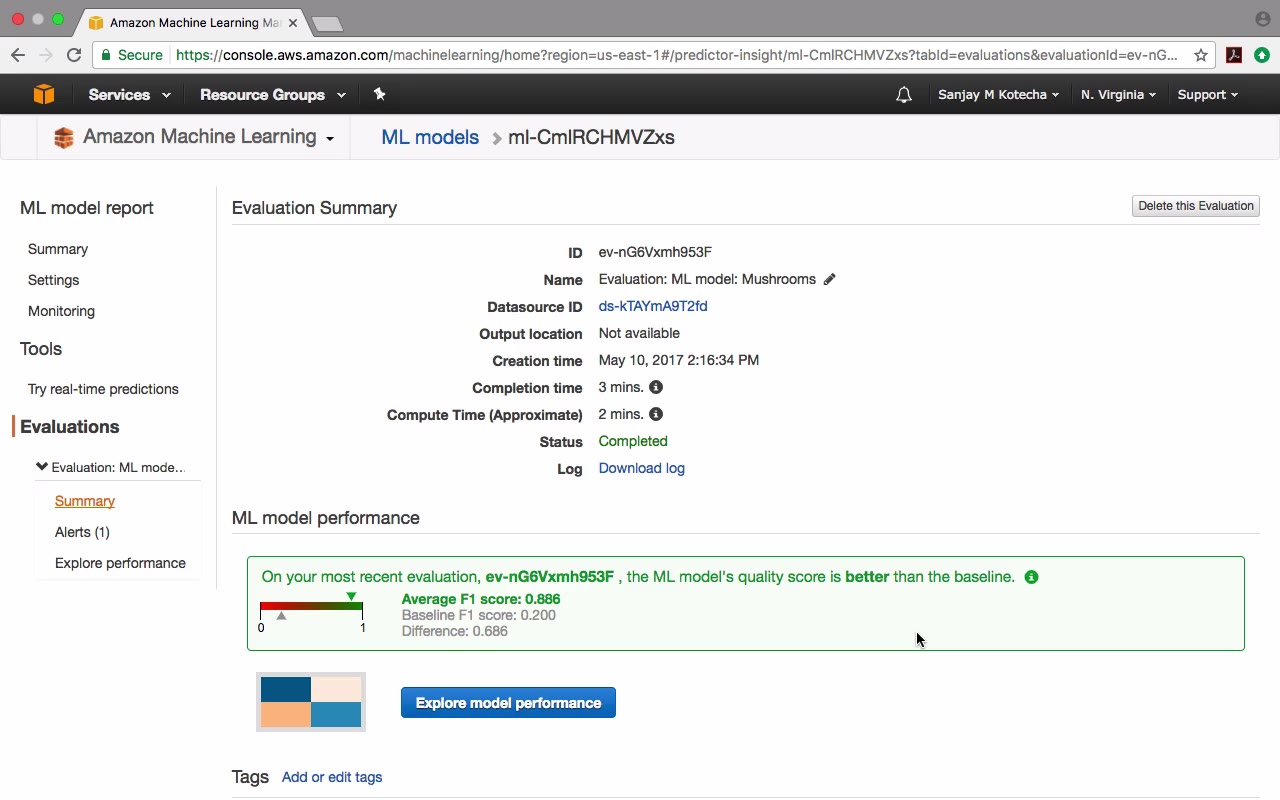 Amazon Machine Learning Ma
Secure https://console.aws.amazon.com/machinelearning/home?region=us-east-1#/predictor-insight/ml-CmlRCHMVZxs?tabId=evaluations&evaluationId=ev-nG...
Services Resource Groups Sanjay M Kotecha N. Virginia Support
Amazon Machine Learning ML models ml-CmlRCHMVZxs
ML model report
Summary
Settings
Monitoring
Tools
Try real-time predictions
Evaluations
Evaluation: ML mode...
Summary
Alerts (1)
Explore performance
Evaluation Summary Delete this Evaluation
ID ev-nG6Vxmh953F
Name Evaluation: ML model: Mushrooms
Datasource ID ds-kTAYmA9T2fd
Output location Not available
Creation time May 10, 2017 2:16:34 PM
Completion time 3 mins.
Compute Time (Approximate) 2 mins.
Status Completed
Log Download log
ML model performance
On your most recent evaluation, ev-nG6Vxmh953F , the ML model's quality score is better than the baseline.
0 1
Average F1 score: 0.886
Baseline F1 score: 0.200
Difference: 0.686
Explore model performance
Tags Add or edit tags